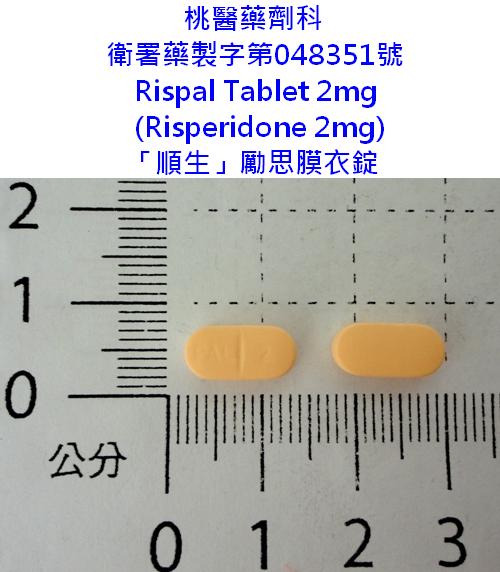 桃醫藥劑科
衛署藥製字第048351號
Rispal Tablet 2mg
(Risperidone 2mg)
「順生」勵思膜衣錠
2
1
0
公分
0 1 2 3
2